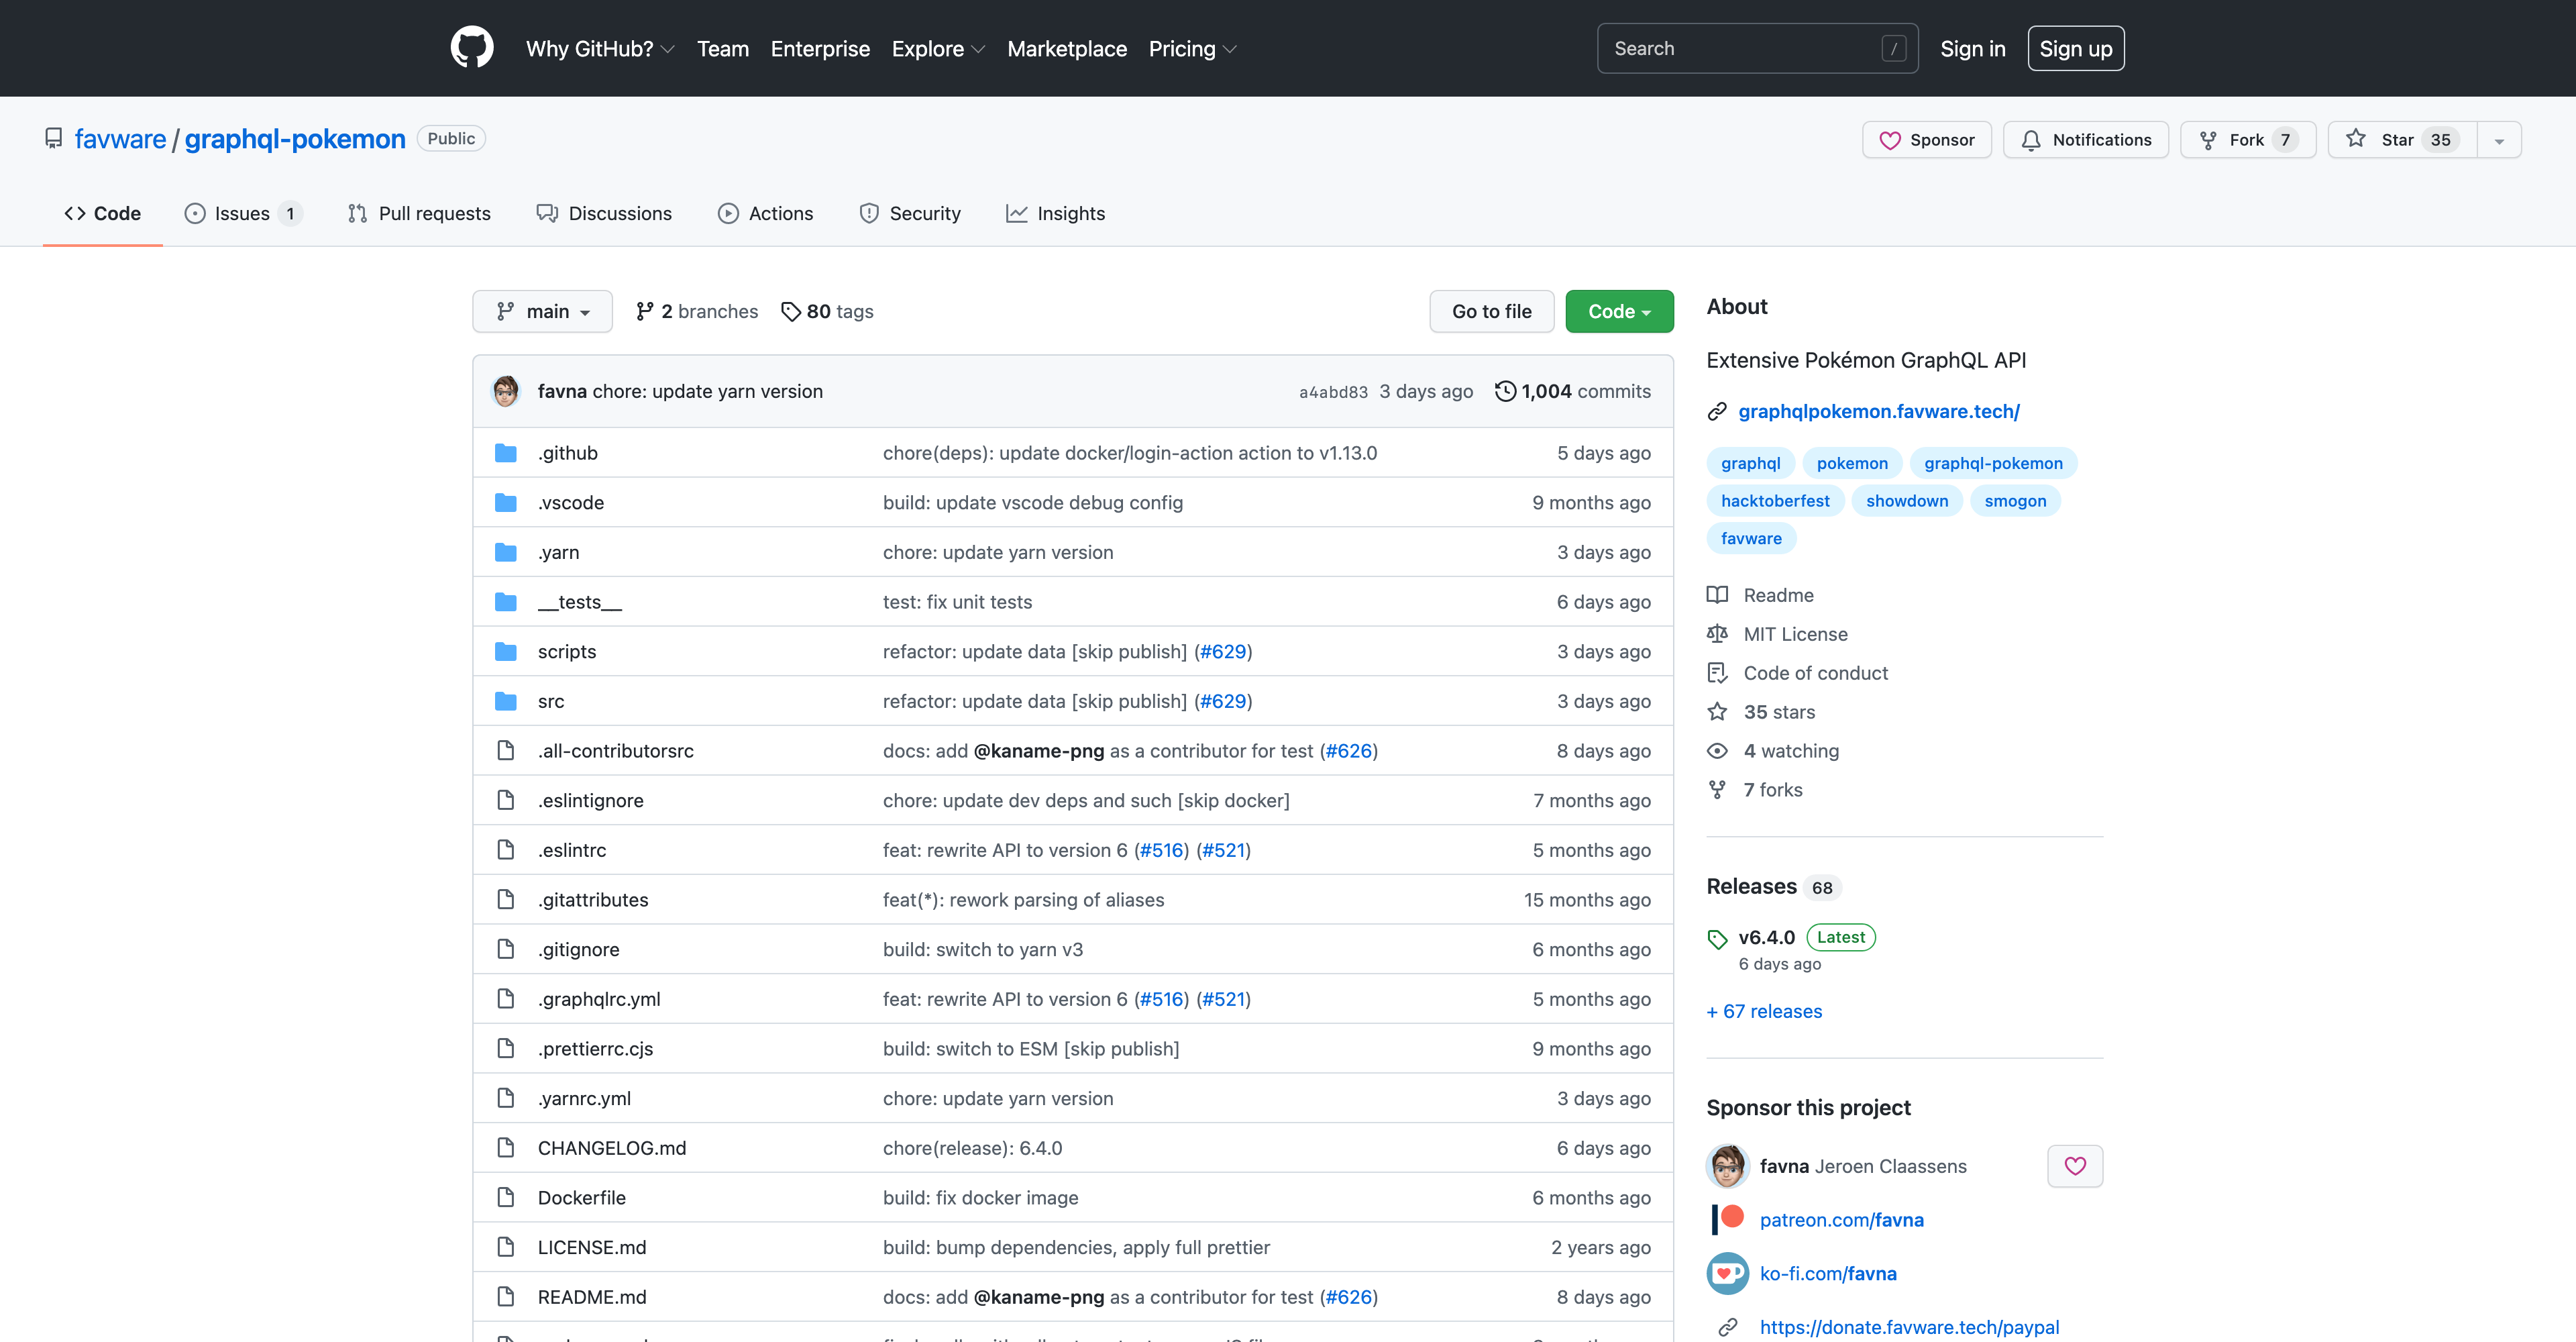 Why GitHub? Team Enterprise Explore Marketplace Pricing Search / Sign in Sign up
favware / graphql-pokemon Public Sponsor Notifications Fork 7 Star 35
Code Issues 1 Pull requests Discussions Actions Security Insights
main 2 branches 80 tags Go to file Code
favna chore: update yarn version a4abd83 3 days ago 1,004 commits
.github chore(deps): update docker/login-action action to v1.13.0 5 days ago
.vscode build: update vscode debug config 9 months ago
.yarn chore: update yarn version 3 days ago
__tests__ test: fix unit tests 6 days ago
scripts refactor: update data [skip publish] (#629) 3 days ago
src refactor: update data [skip publish] (#629) 3 days ago
.all-contributorsrc docs: add @kaname-png as a contributor for test (#626) 8 days ago
.eslintignore chore: update dev deps and such [skip docker] 7 months ago
.eslintrc feat: rewrite API to version 6 (#516) (#521) 5 months ago
.gitattributes feat(*): rework parsing of aliases 15 months ago
.gitignore build: switch to yarn v3 6 months ago
.graphqlrc.yml feat: rewrite API to version 6 (#516) (#521) 5 months ago
.prettierrc.cjs build: switch to ESM [skip publish] 9 months ago
.yarnrc.yml chore: update yarn version 3 days ago
CHANGELOG.md chore(release): 6.4.0 6 days ago
Dockerfile build: fix docker image 6 months ago
LICENSE.md build: bump dependencies, apply full prettier 2 years ago
README.md docs: add @kaname-png as a contributor for test (#626) 8 days ago
About
Extensive Pokémon GraphQL API
graphqlpokemon.favware.tech/
graphql pokemon graphql-pokemon
hacktoberfest showdown smogon
favware
Readme
MIT License
Code of conduct
35 stars
4 watching
7 forks
Releases 68
v6.4.0 Latest
6 days ago
+ 67 releases
Sponsor this project
favna Jeroen Claassens
patreon.com/favna
ko-fi.com/favna
https://donate.favware.tech/paypal